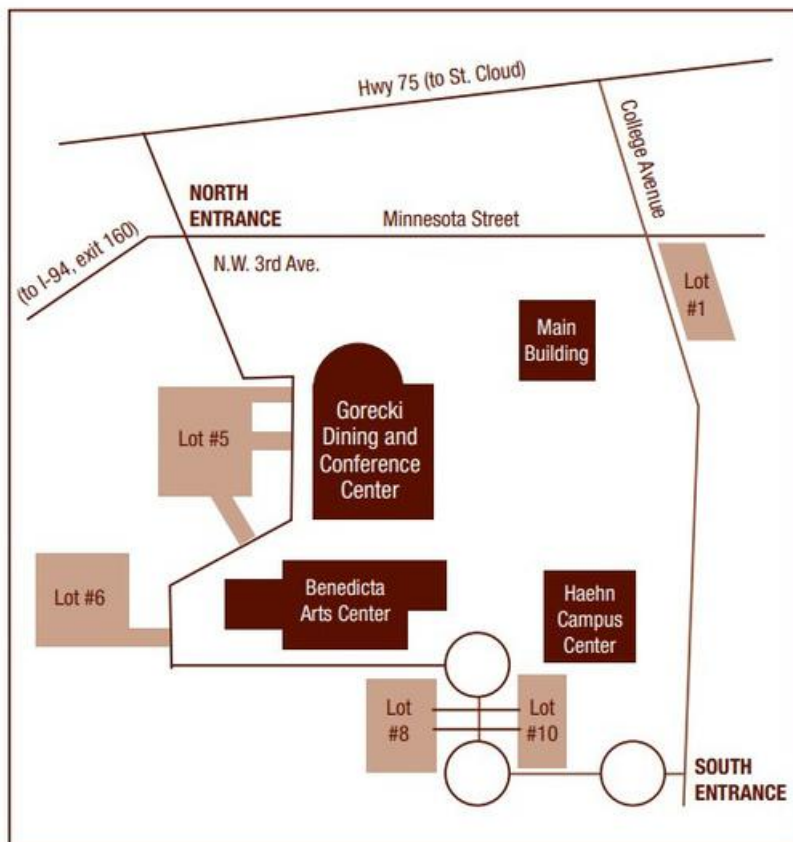 Hwy 75 (to St. Cloud)
College Avenue
NORTH
ENTRANCE
Minnesota Street
(to I-94, exit 160)
N.W. 3rd Ave.
Lot
#1
Main
Building
Gorecki
Dining and
Conference
Center
Lot #5
Lot #6
Benedicta
Arts Center
Haehn
Campus
Center
Lot
#8
Lot
#10
SOUTH
ENTRANCE